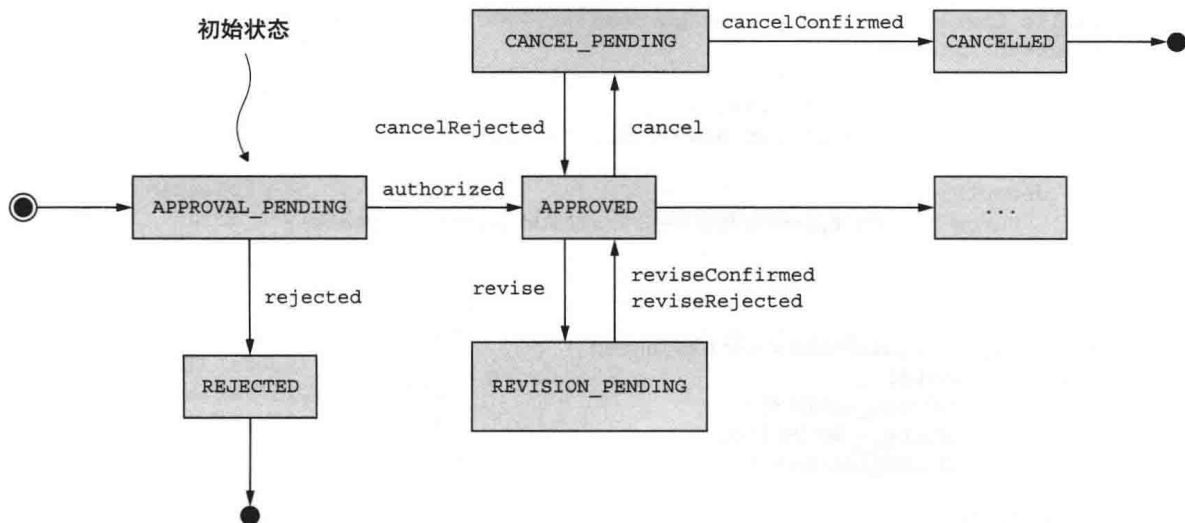 初始状态
CANCEL_PENDING
cancelConfirmed
CANCELLED
cancelRejected
cancel
APPROVAL_PENDING
authorized
APPROVED
...
rejected
revise
reviseConfirmed
reviseRejected
REJECTED
REVISION_PENDING